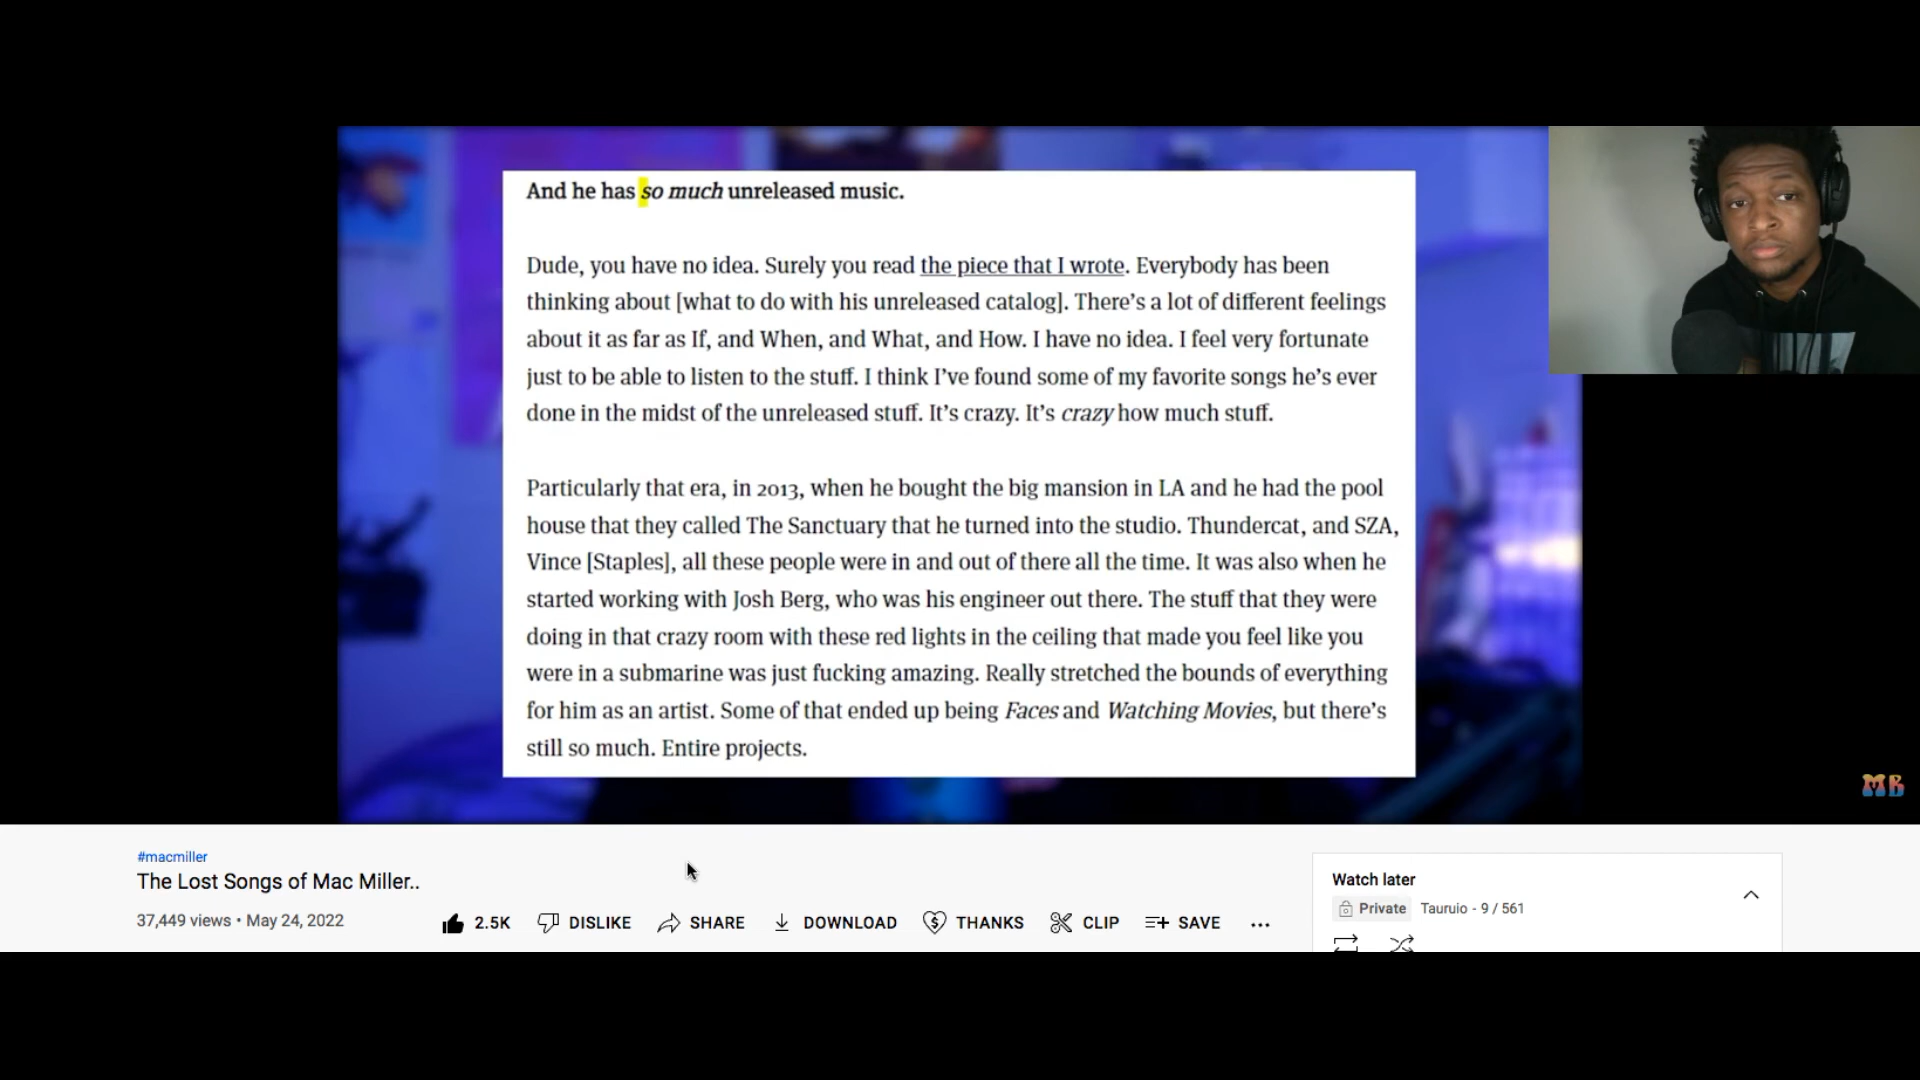 And he has so much unreleased music.
Dude, you have no idea. Surely you read the piece that I wrote. Everybody has been
thinking about [what to do with his unreleased catalog]. There’s a lot of different feelings
about it as far as If, and When, and What, and How. I have no idea. I feel very fortunate
just to be able to listen to the stuff. I think I’ve found some of my favorite songs he’s ever
done in the midst of the unreleased stuff. It’s crazy. It’s crazy how much stuff.
Particularly that era, in 2013, when he bought the big mansion in LA and he had the pool
house that they called The Sanctuary that he turned into the studio. Thundercat, and SZA,
Vince [Staples], all these people were in and out of there all the time. It was also when he
started working with Josh Berg, who was his engineer out there. The stuff that they were
doing in that crazy room with these red lights in the ceiling that made you feel like you
were in a submarine was just fucking amazing. Really stretched the bounds of everything
for him as an artist. Some of that ended up being Faces and Watching Movies, but there’s
still so much. Entire projects.
MB
#macmiller
The Lost Songs of Mac Miller..
37,449 views • May 24, 2022
2.5K DISLIKE SHARE DOWNLOAD THANKS CLIP SAVE ...
Watch later
Private Tauruio - 9 / 561